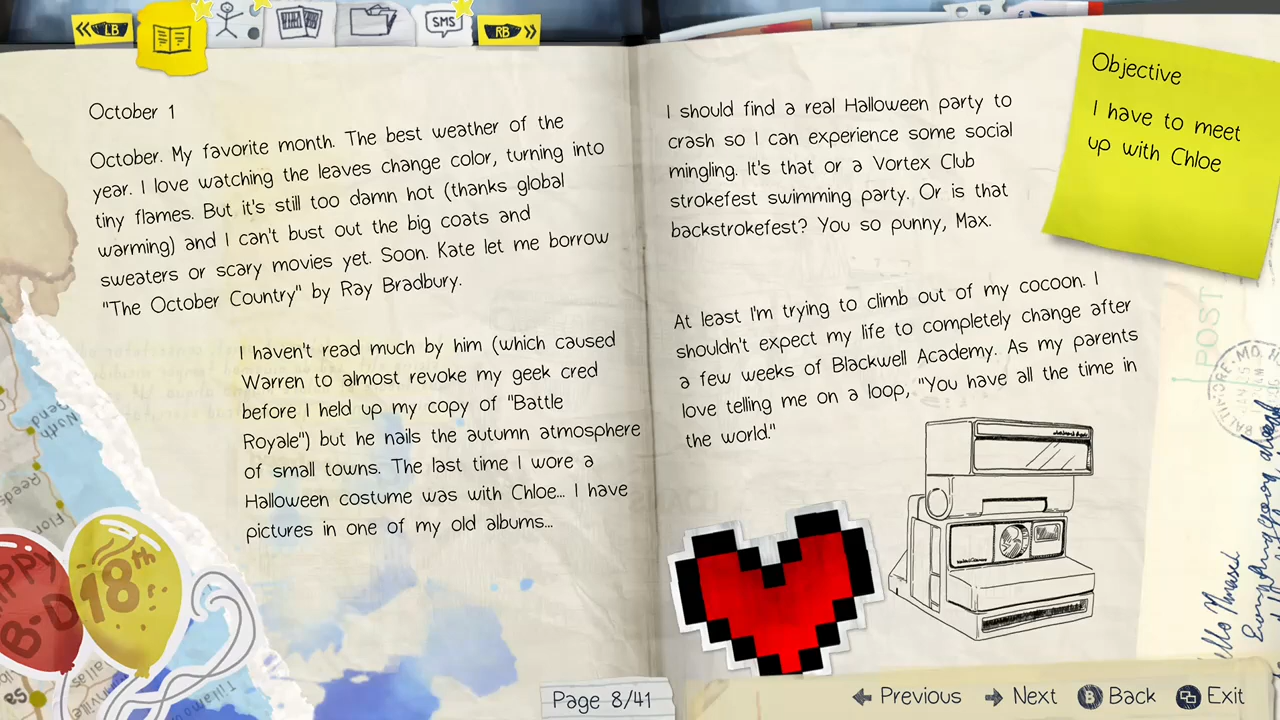 LB
SMS
RB
October 1
October. My favorite month. The best weather of the
year. I love watching the leaves change color, turning into
tiny flames. But it's still too damn hot (thanks global
warming) and I can't bust out the big coats and
sweaters or scary movies yet. Soon. Kate let me borrow
"The October Country" by Ray Bradbury.
I haven't read much by him (which caused
Warren to almost revoke my geek cred
before I held up my copy of "Battle
Royale") but he nails the autumn atmosphere
of small towns. The last time I wore a
Halloween costume was with Chloe... I have
pictures in one of my old albums...
I should find a real Halloween party to
crash so I can experience some social
mingling. It's that or a Vortex Club
strokefest swimming party. Or is that
backstrokefest? You so punny, Max.
At least I'm trying to climb out of my cocoon. I
shouldn't expect my life to completely change after
a few weeks of Blackwell Academy. As my parents
love telling me on a loop, "You have all the time in
the world."
Objective
I have to meet
up with Chloe
POST
18th
B-D
Page 8/41
Previous
Next
B
Back
Exit